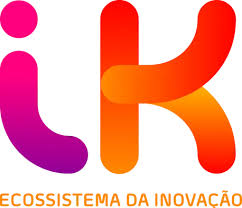 iK
ECOSSISTEMA DA INOVAÇÃO